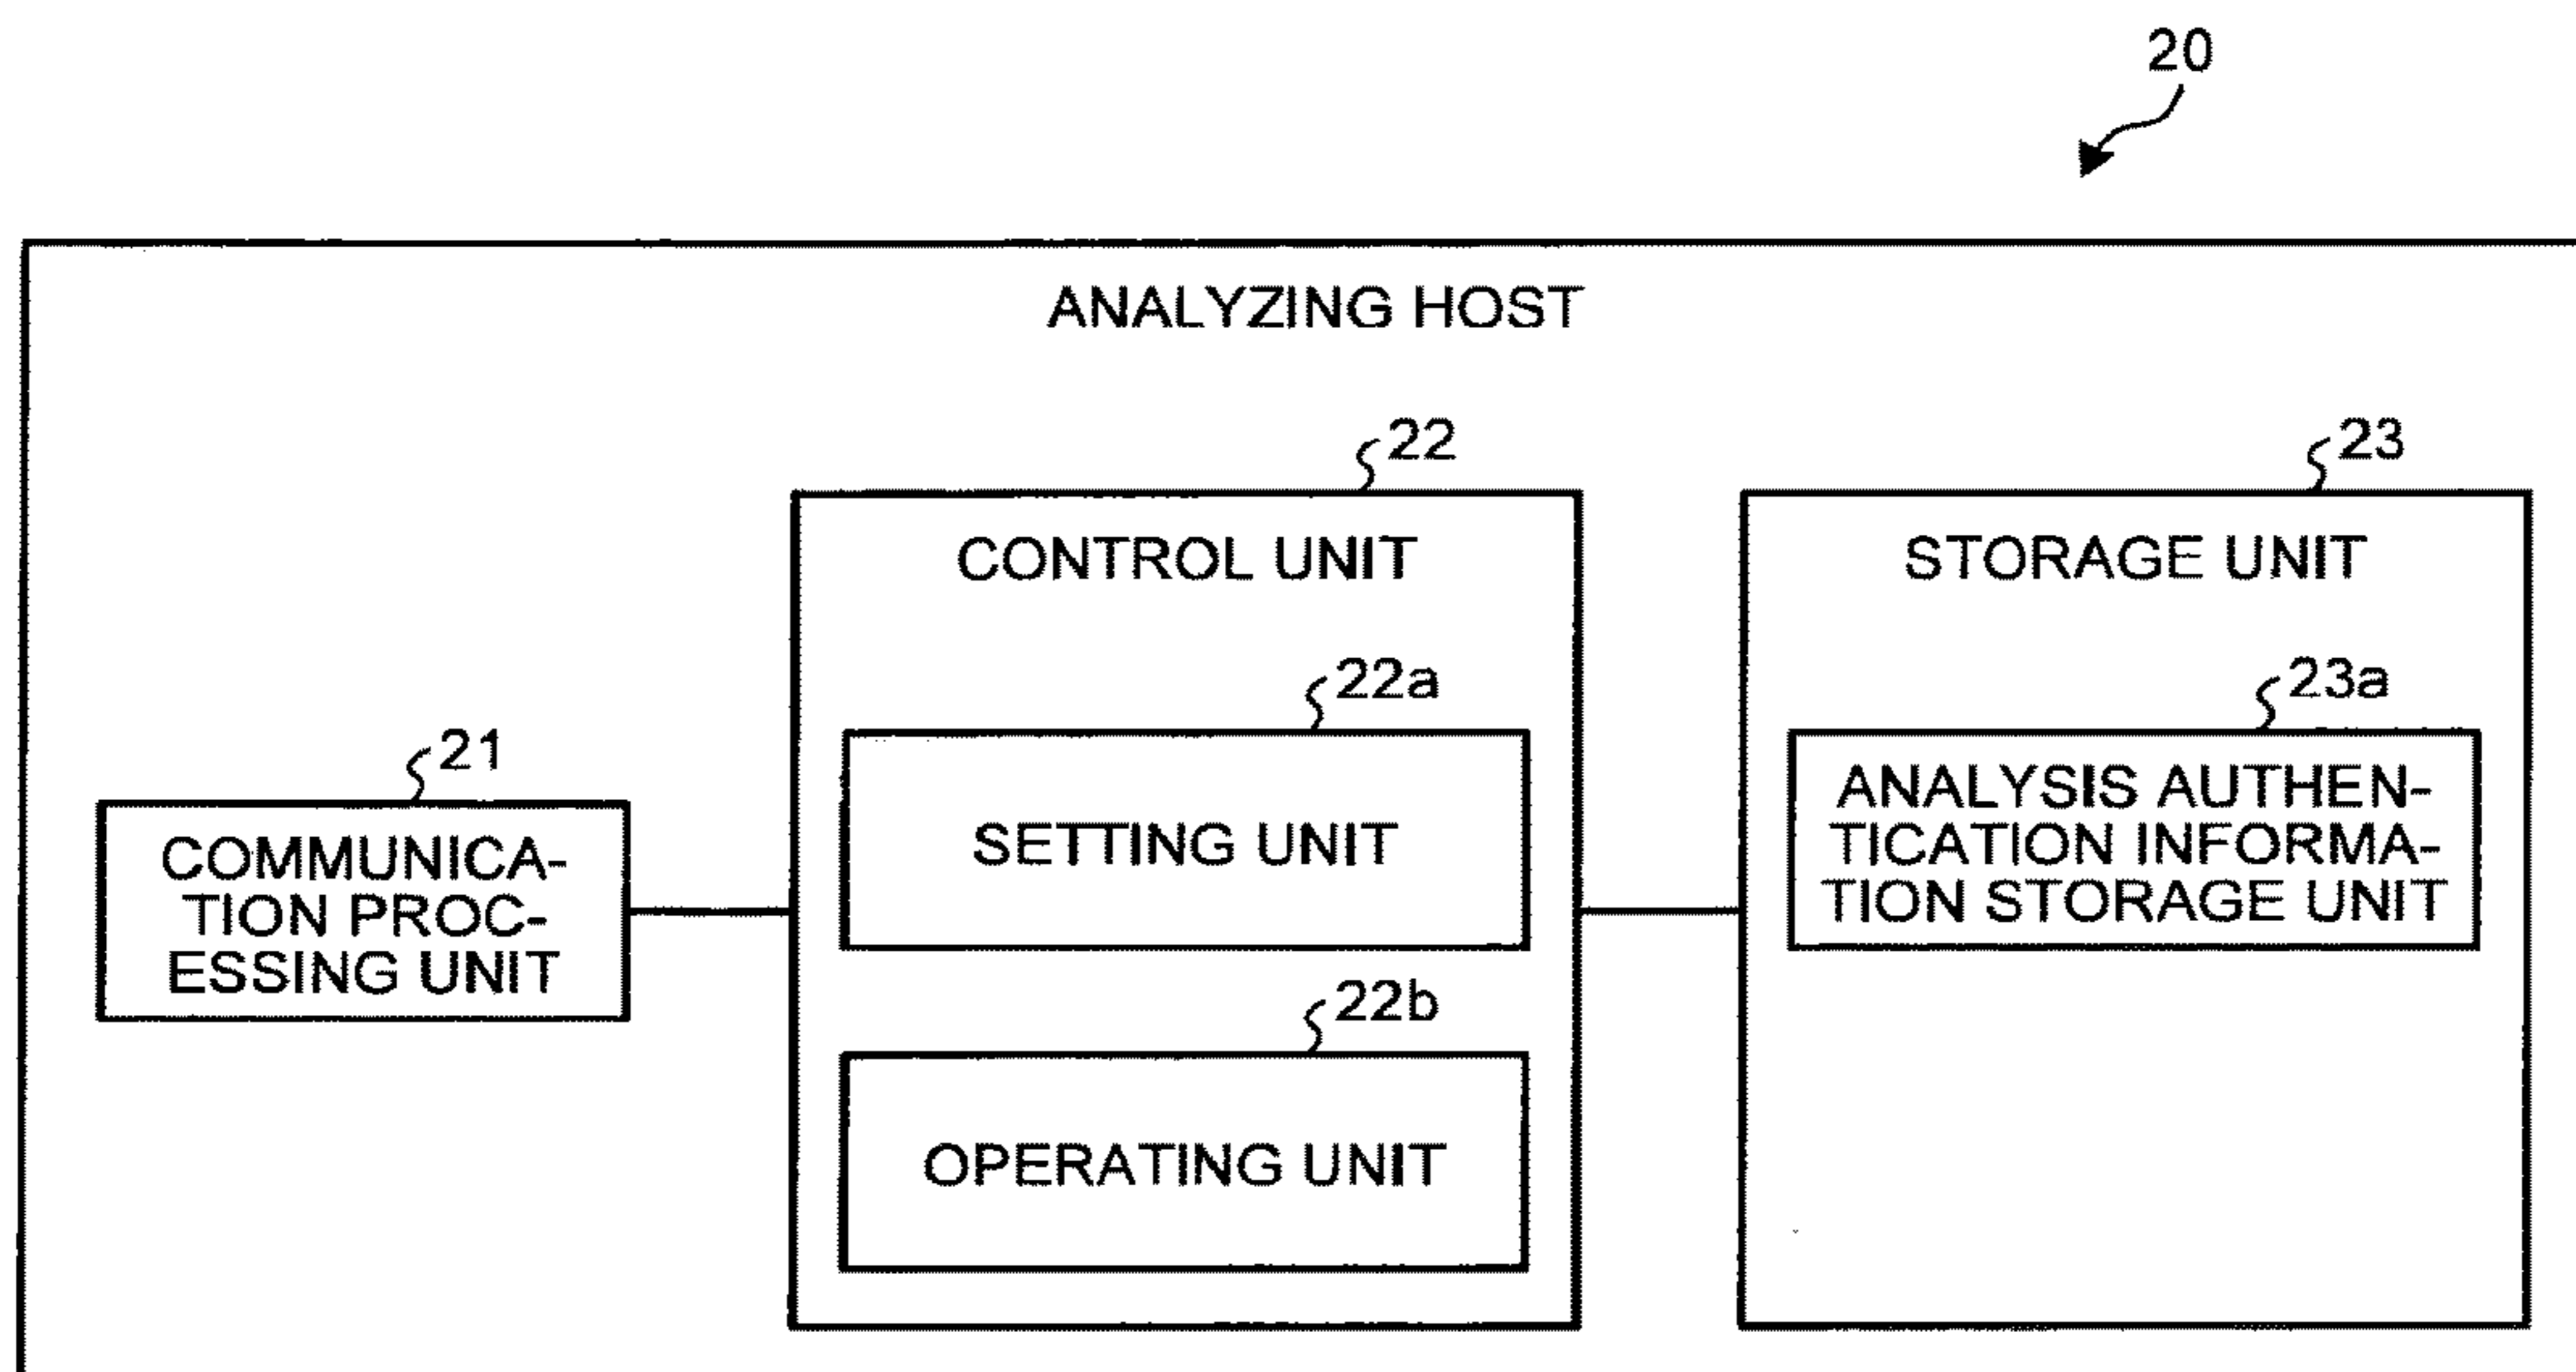 20
ANALYZING HOST
22
23
CONTROL UNIT
STORAGE UNIT
22a
23a
21
COMMUNICA-
TION PROC-
ESSING UNIT
SETTING UNIT
ANALYSIS AUTHEN-
TICATION INFORMA-
TION STORAGE UNIT
22b
OPERATING UNIT